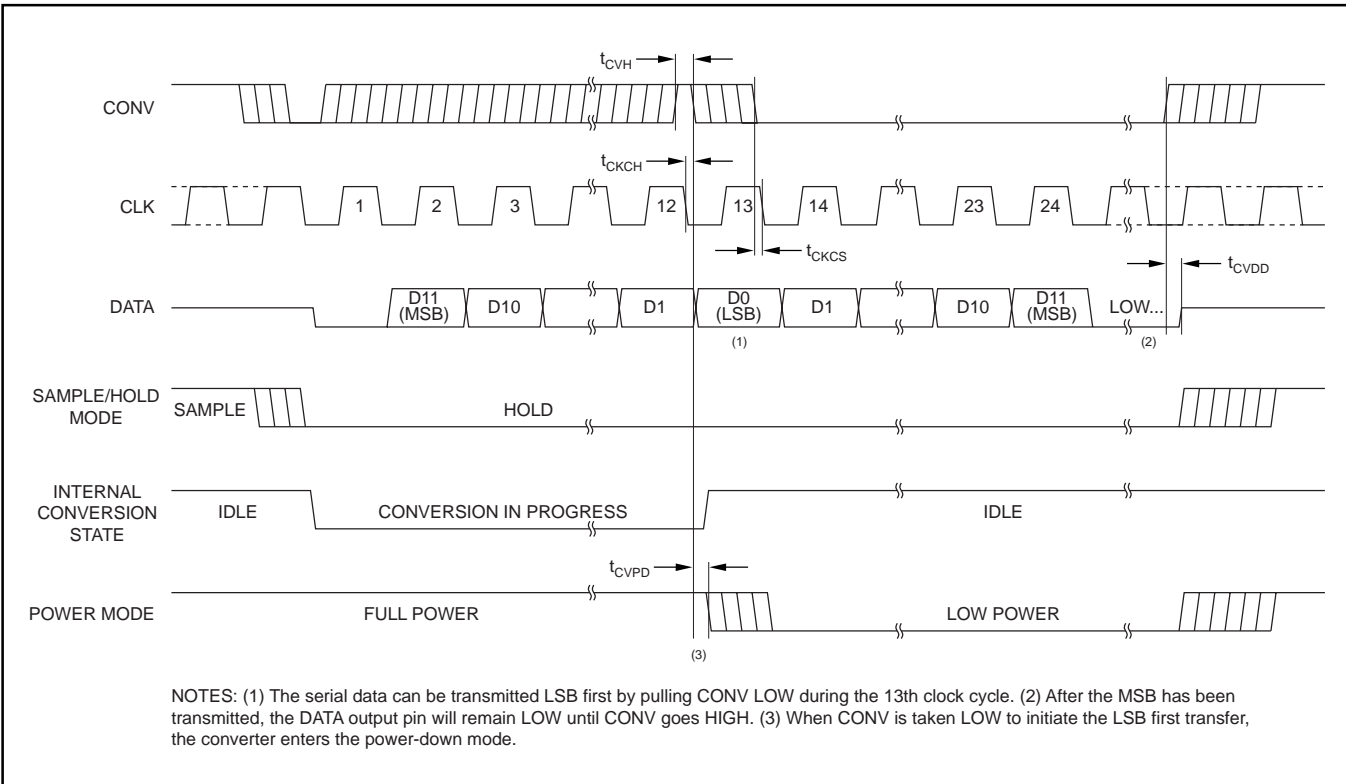 t_CVH
CONV
t_CKCH
CLK
1 2 3 12 13 14 23 24
t_CKCS
t_CVDD
DATA
D11 (MSB) D10 D1 D0 (LSB) D1 D10 D11 (MSB) LOW...
(1) (2)
SAMPLE/HOLD
MODE
SAMPLE HOLD
INTERNAL
CONVERSION
STATE
IDLE CONVERSION IN PROGRESS IDLE
t_CVPD
POWER MODE FULL POWER LOW POWER
(3)
NOTES: (1) The serial data can be transmitted LSB first by pulling CONV LOW during the 13th clock cycle. (2) After the MSB has been
transmitted, the DATA output pin will remain LOW until CONV goes HIGH. (3) When CONV is taken LOW to initiate the LSB first transfer,
the converter enters the power-down mode.